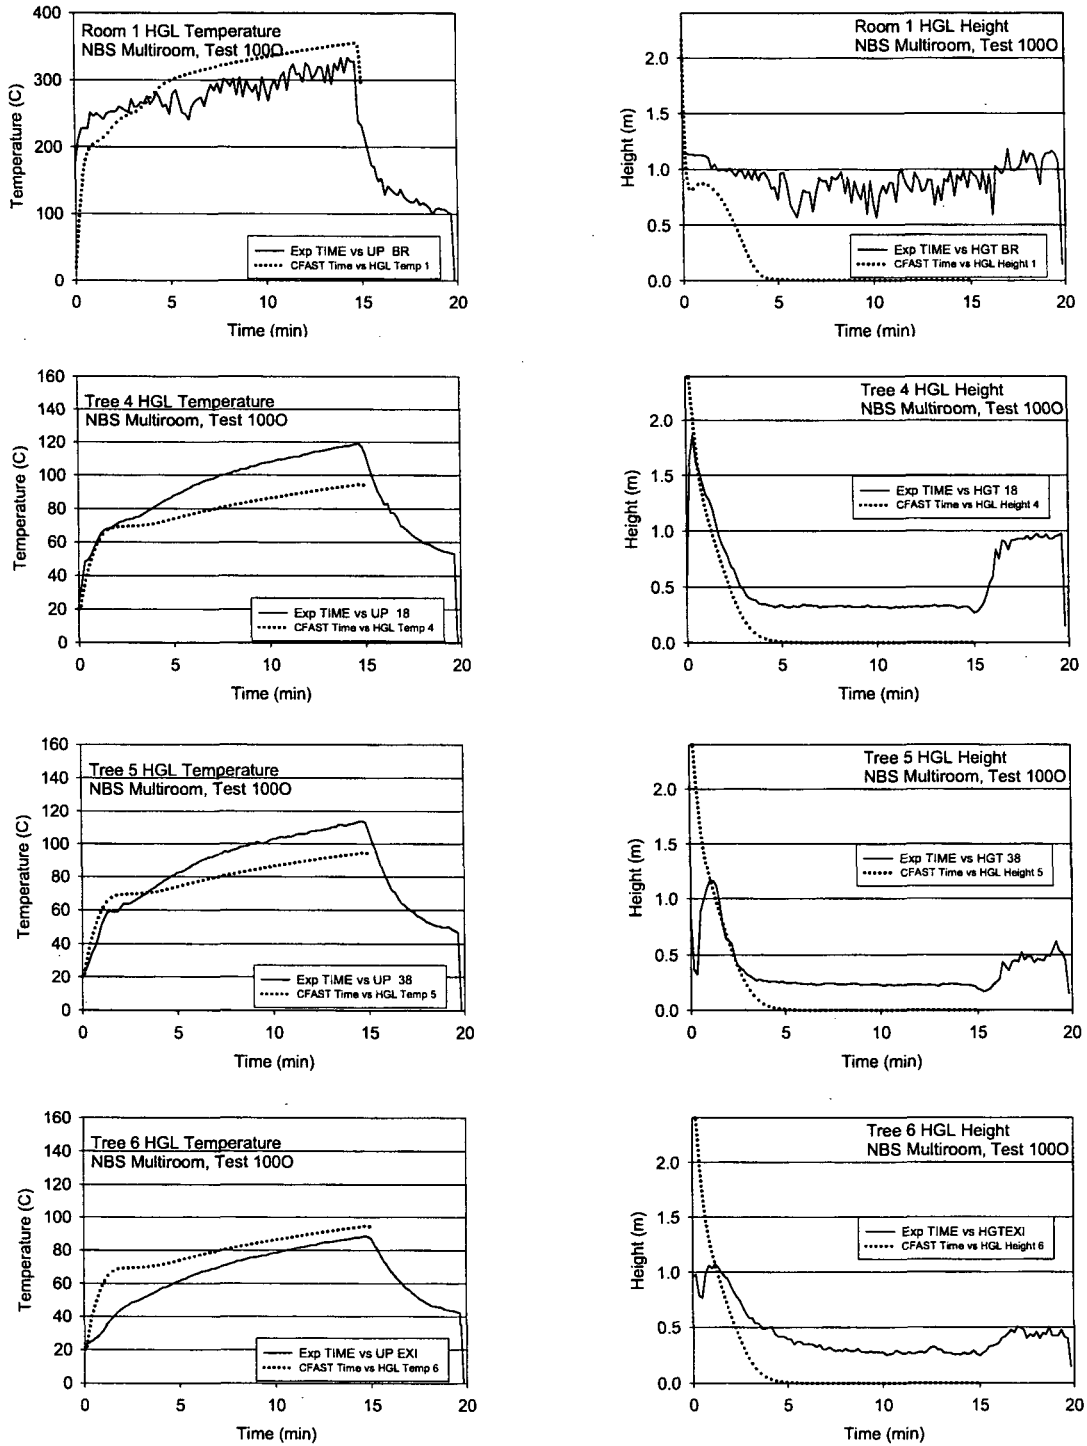 Room 1 HGL Temperature
NBS Multiroom, Test 100O
Temperature (C)
400
300
200
100
0
Exp TIME vs UP BR
CFAST Time vs HGL Temp 1
0 5 10 15 20
Time (min)
Room 1 HGL Height
NBS Multiroom, Test 100O
Height (m)
2.0
1.5
1.0
0.5
0.0
Exp TIME vs HGT BR
CFAST Time vs HGL Height 1
0 5 10 15 20
Time (min)
Tree 4 HGL Temperature
NBS Multiroom, Test 100O
Temperature (C)
160
140
120
100
80
60
40
20
0
Exp TIME vs UP 18
CFAST Time vs HGL Temp 4
0 5 10 15 20
Time (min)
Tree 4 HGL Height
NBS Multiroom, Test 100O
Height (m)
2.0
1.5
1.0
0.5
0.0
Exp TIME vs HGT 18
CFAST Time vs HGL Height 4
0 5 10 15 20
Time (min)
Tree 5 HGL Temperature
NBS Multiroom, Test 100O
Temperature (C)
160
140
120
100
80
60
40
20
0
Exp TIME vs UP 38
CFAST Time vs HGL Temp 5
0 5 10 15 20
Time (min)
Tree 5 HGL Height
NBS Multiroom, Test 100O
Height (m)
2.0
1.5
1.0
0.5
0.0
Exp TIME vs HGT 38
CFAST Time vs HGL Height 5
0 5 10 15 20
Time (min)
Tree 6 HGL Temperature
NBS Multiroom, Test 100O
Temperature (C)
160
140
120
100
80
60
40
20
0
Exp TIME vs UP EXI
CFAST Time vs HGL Temp 6
0 5 10 15 20
Time (min)
Tree 6 HGL Height
NBS Multiroom, Test 100O
Height (m)
2.0
1.5
1.0
0.5
0.0
Exp TIME vs HGTEXI
CFAST Time vs HGL Height 6
0 5 10 15 20
Time (min)